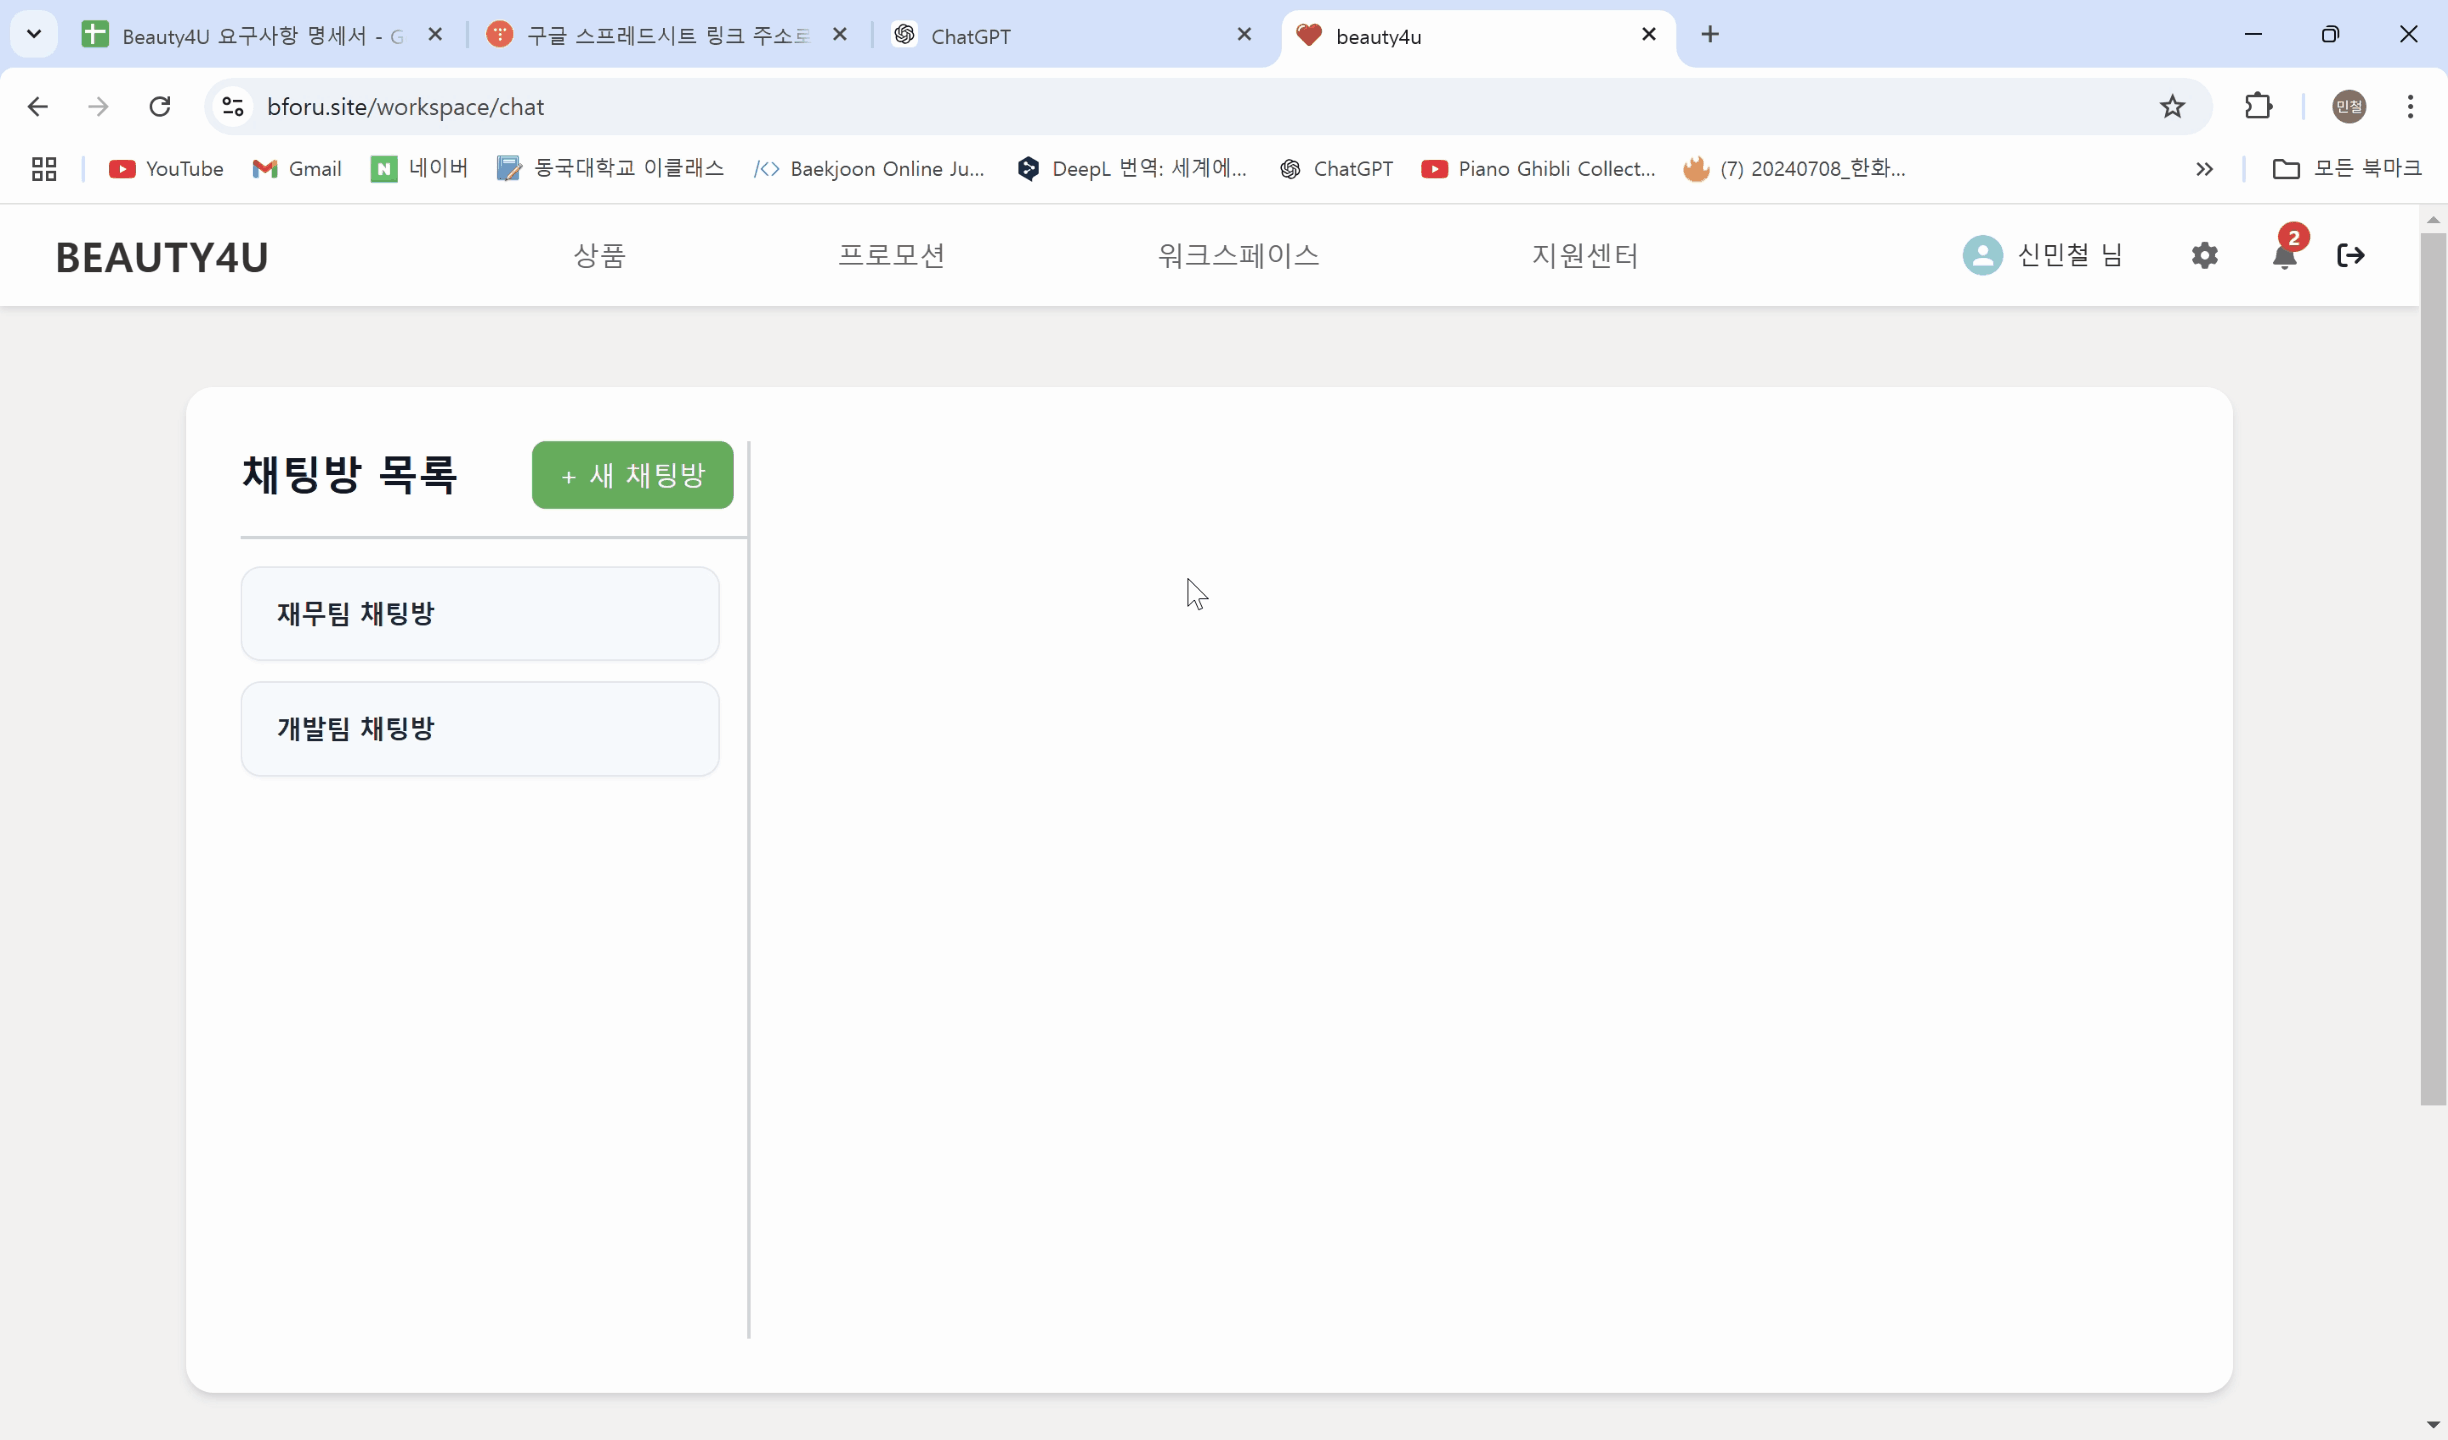 Beauty4U 요구사항 명세서 - G
구글 스프레드시트 링크 주소로
ChatGPT
beauty4u
bforu.site/workspace/chat
민철
YouTube
Gmail
네이버
동국대학교 이클래스
Baekjoon Online Ju...
DeepL 번역: 세계에...
ChatGPT
Piano Ghibli Collect...
(7) 20240708_한화...
모든 북마크
BEAUTY4U
상품
프로모션
워크스페이스
지원센터
신민철 님
2
채팅방 목록
+ 새 채팅방
재무팀 채팅방
개발팀 채팅방